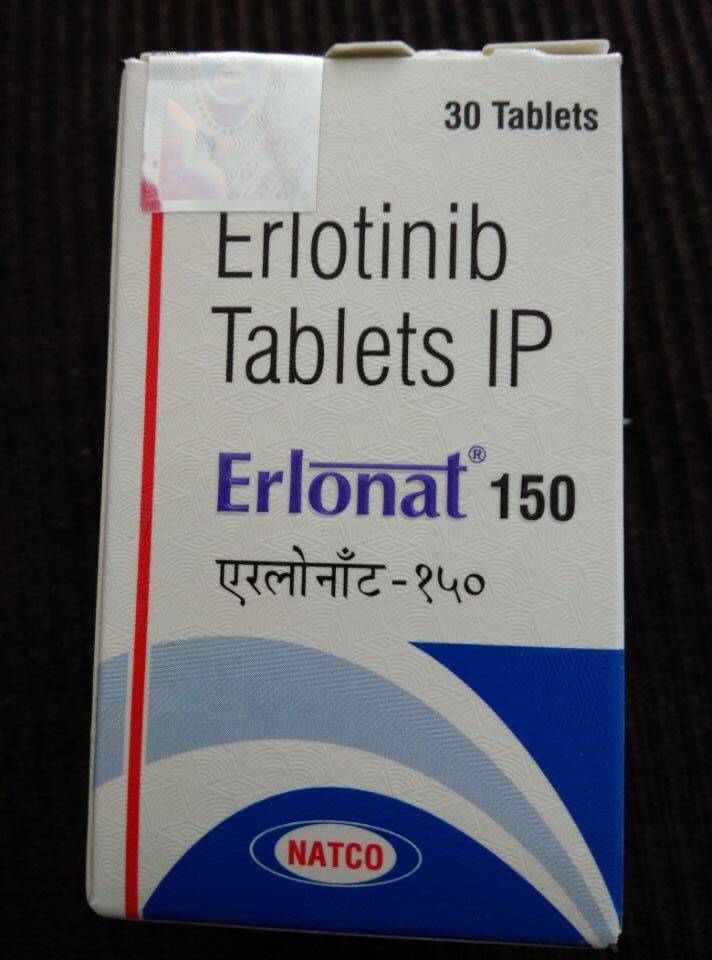 30 Tablets
Erlotinib
Tablets IP
Erlonat® 150
एरलोनाँट-१५०
NATCO